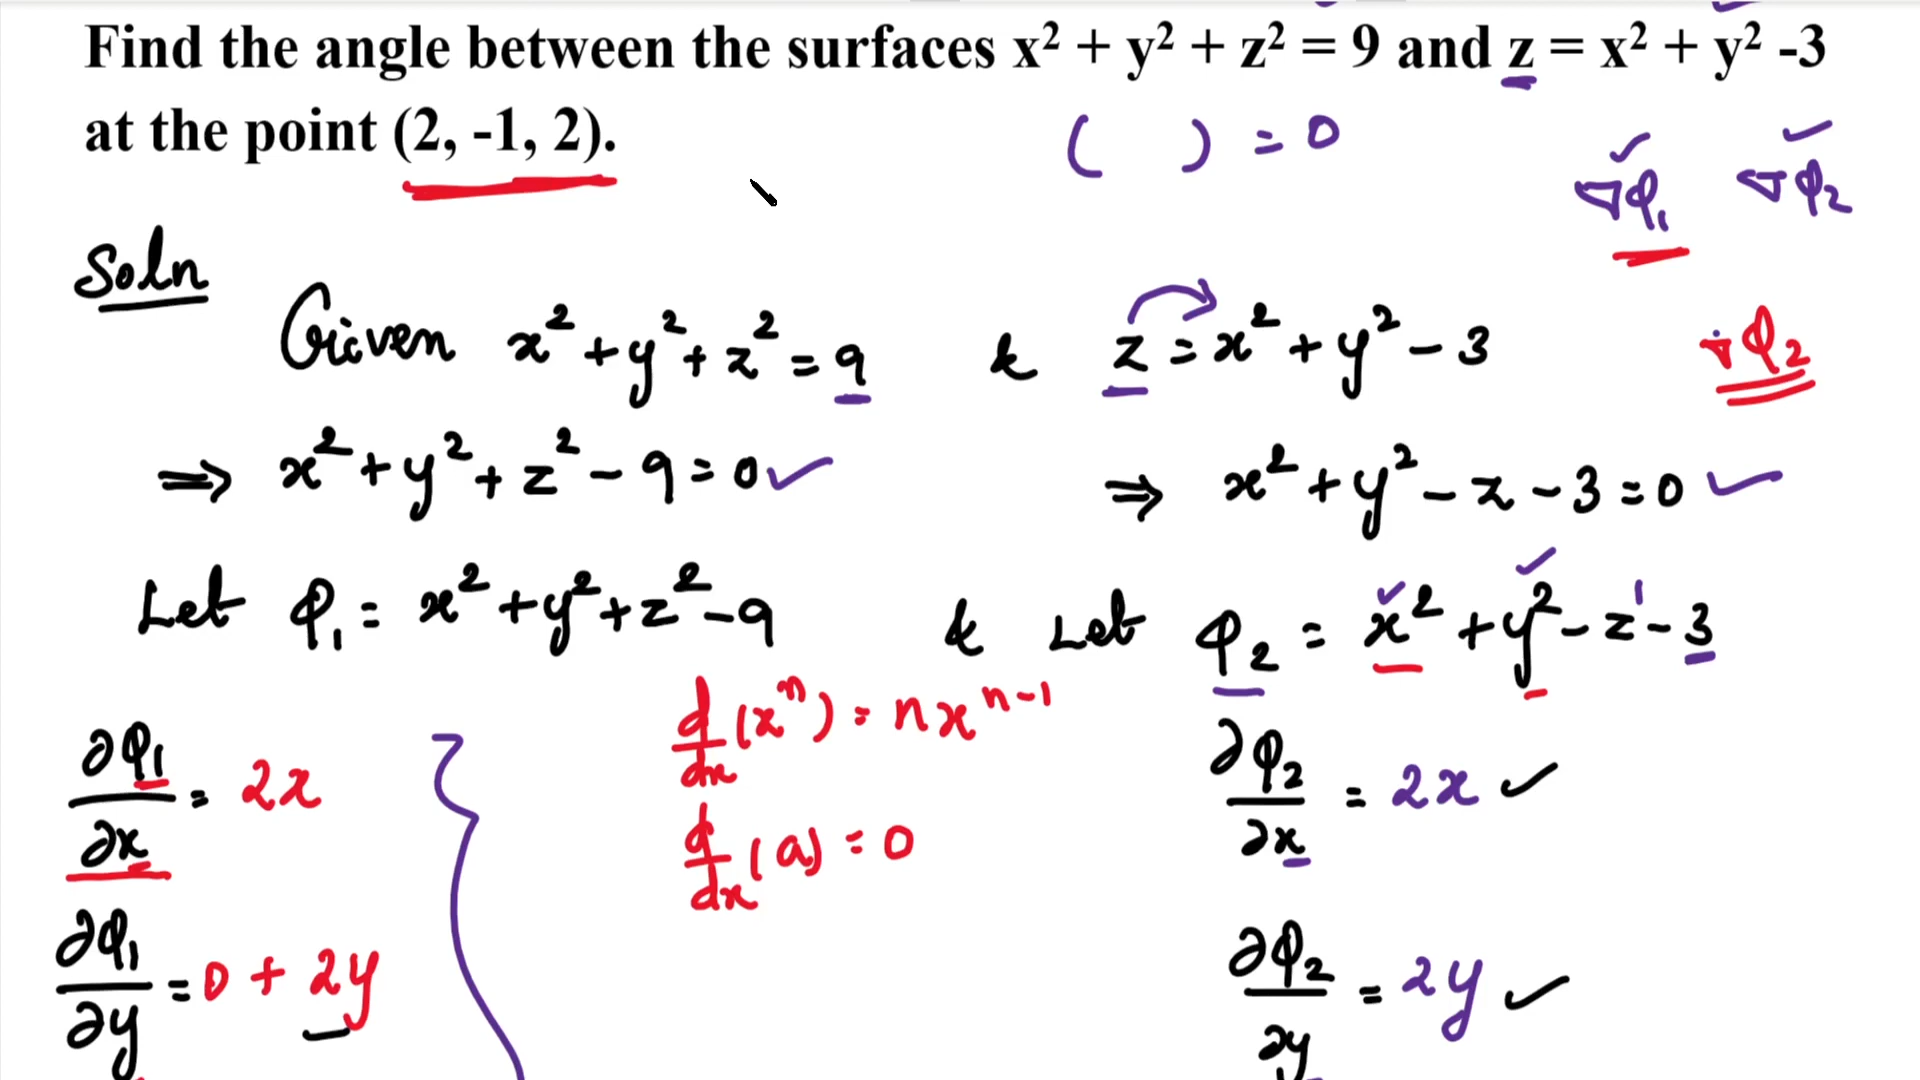 Find the angle between the surfaces x² + y² + z² = 9 and z = x² + y² -3
at the point (2, -1, 2).
( ) = 0
∇φ₁ ∇φ₂
Soln
Given x² + y² + z² = 9 & z = x² + y² - 3
∇φ₂
⇒ x² + y² + z² - 9 = 0 ✓ ⇒ x² + y² - z - 3 = 0 ✓
Let φ₁ = x² + y² + z² - 9 & Let φ₂ = x² + y² - z¹ - 3
d/dx (xⁿ) = nxⁿ⁻¹
∂φ₁/∂x = 2x ∂φ₂/∂x = 2x ✓
d/dx (a) = 0
∂φ₁/∂y = 0 + 2y ∂φ₂/∂y = 2y ✓